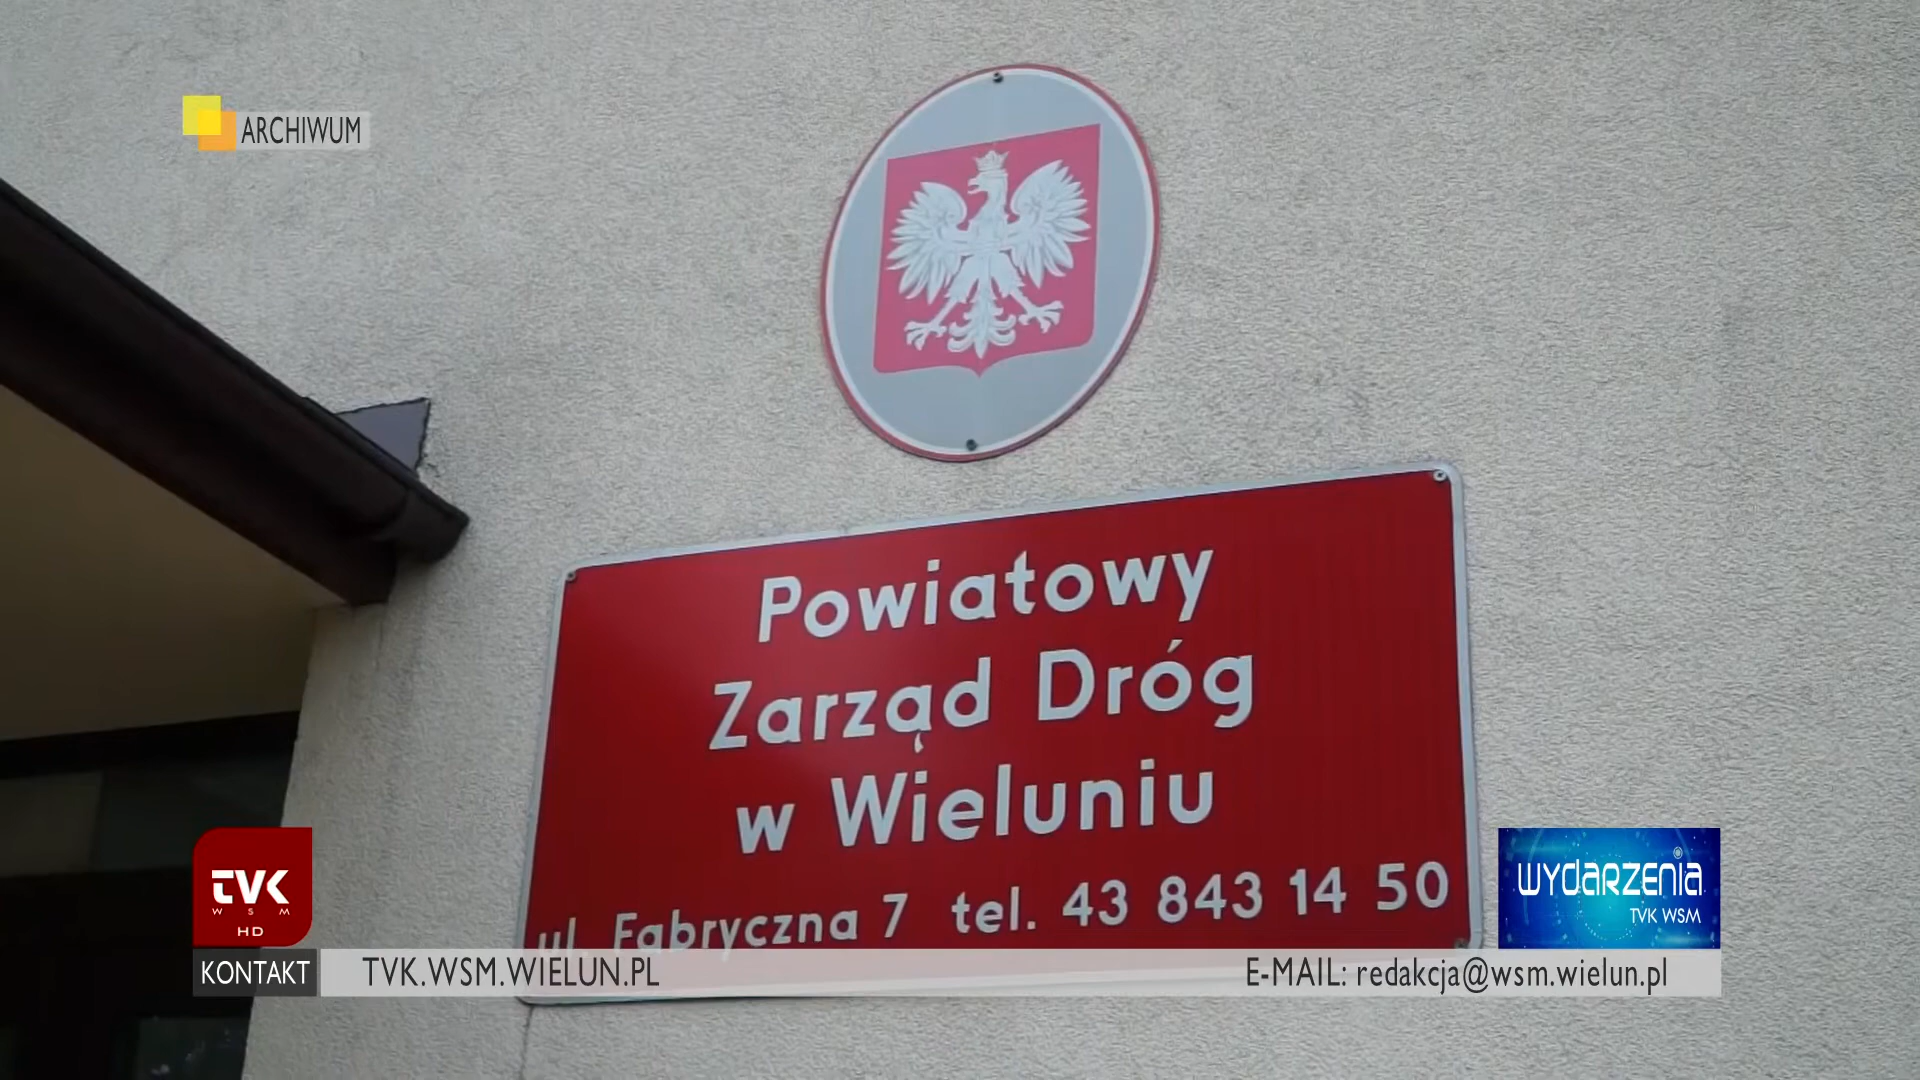 ARCHIWUM
Powiatowy
Zarząd Dróg
w Wieluniu
ul. Fabryczna 7 tel. 43 843 14 50
TVK
WSM
HD
WYDARZENIA
TVK WSM
KONTAKT TVK.WSM.WIELUN.PL E-MAIL: redakcja@wsm.wielun.pl